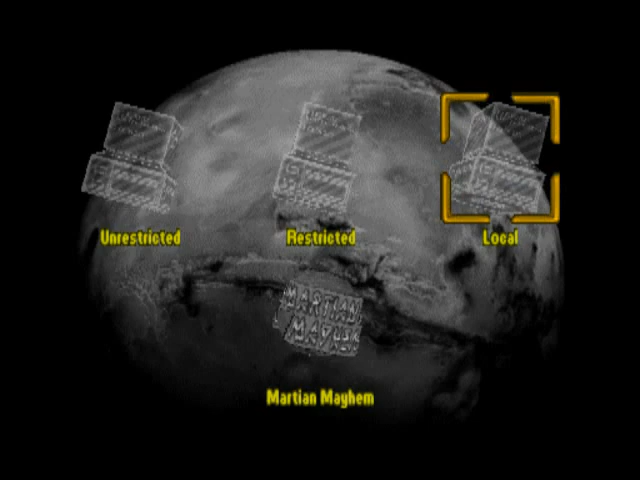 Unrestricted
Restricted
Local
MARTIAN
MAYHEM
Martian Mayhem